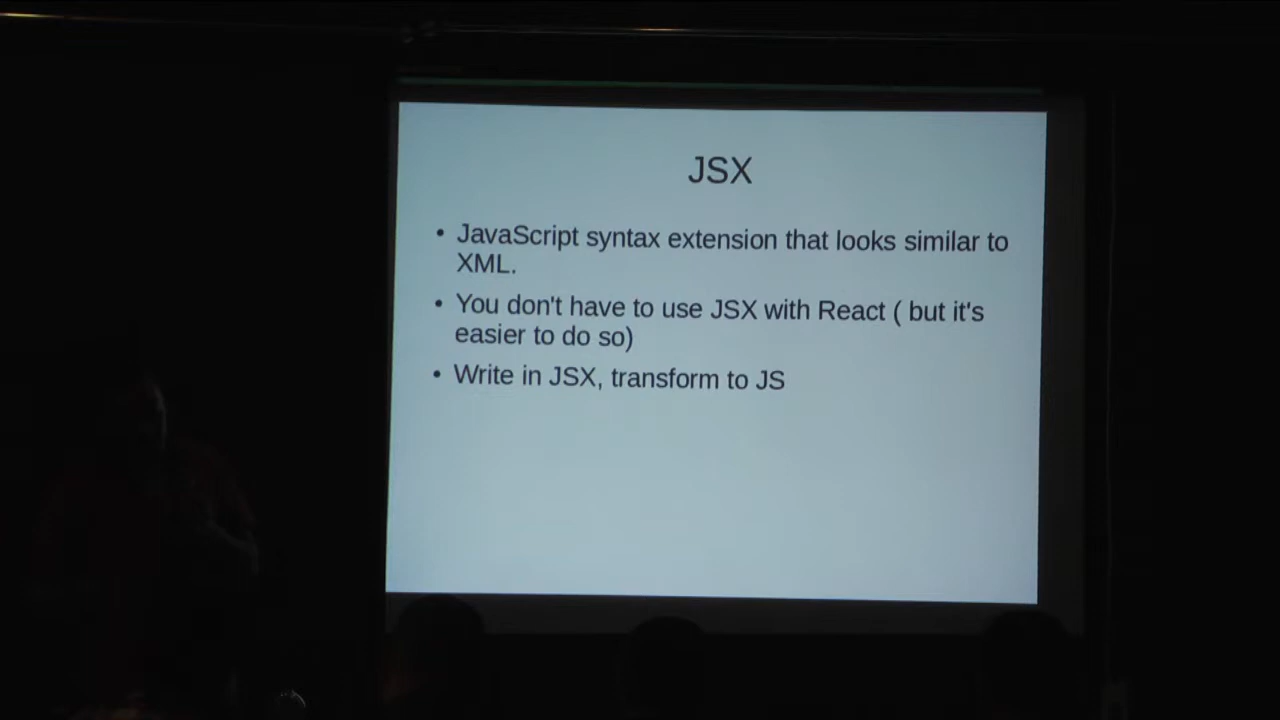 JSX
• JavaScript syntax extension that looks similar to
XML.
• You don't have to use JSX with React ( but it's
easier to do so)
• Write in JSX, transform to JS